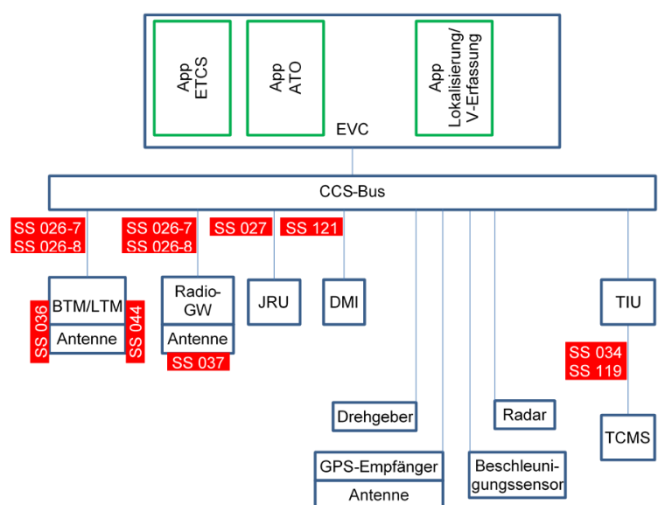 App
ETCS
App
ATO
App
Lokalisierung/
V-Erfassung
EVC
CCS-Bus
SS 026-7
SS 026-8
SS 026-7
SS 026-8
SS 027
SS 121
SS 036
BTM/LTM
Antenne
SS 044
Radio-
GW
Antenne
SS 037
JRU
DMI
TIU
SS 034
SS 119
Drehgeber
Radar
TCMS
GPS-Empfänger
Antenne
Beschleuni-
gungssensor